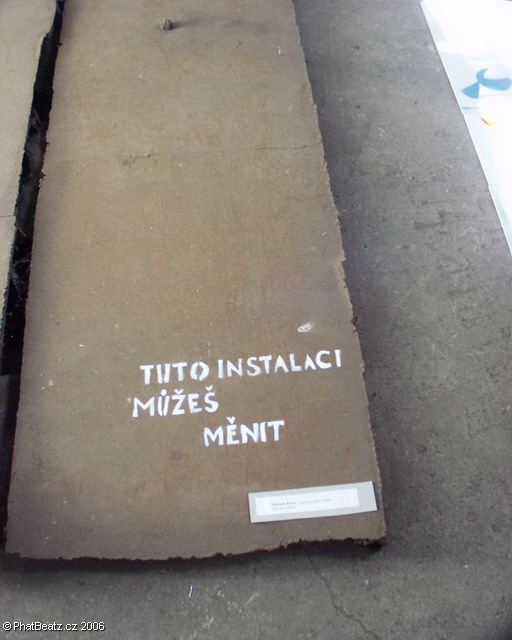 TUTO INSTALACI
MŮŽEŠ
MĚNIT
© PhatBeatz.cz 2006